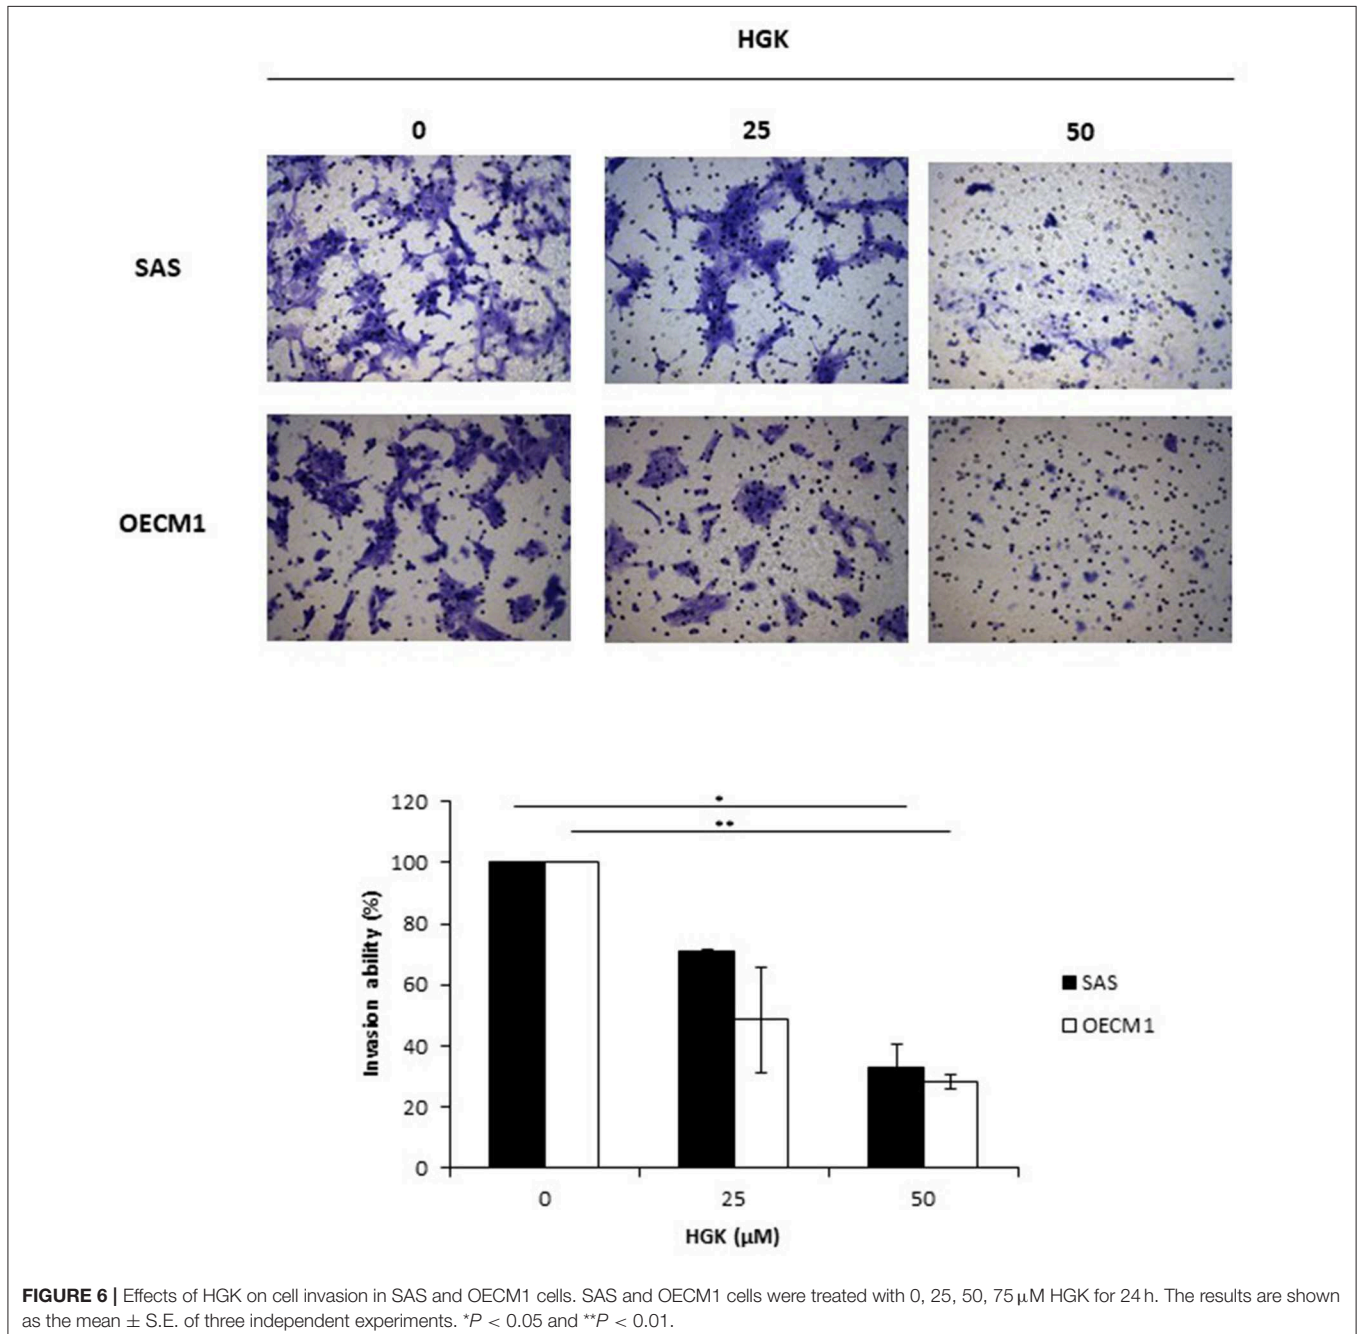 HGK
0 25 50
SAS
OECM1
*
**
120
100
80
60
40
20
0
Invasion ability (%)
0 25 50
HGK (μM)
SAS
OECM1
FIGURE 6 | Effects of HGK on cell invasion in SAS and OECM1 cells. SAS and OECM1 cells were treated with 0, 25, 50, 75 μM HGK for 24 h. The results are shown
as the mean ± S.E. of three independent experiments. *P < 0.05 and **P < 0.01.